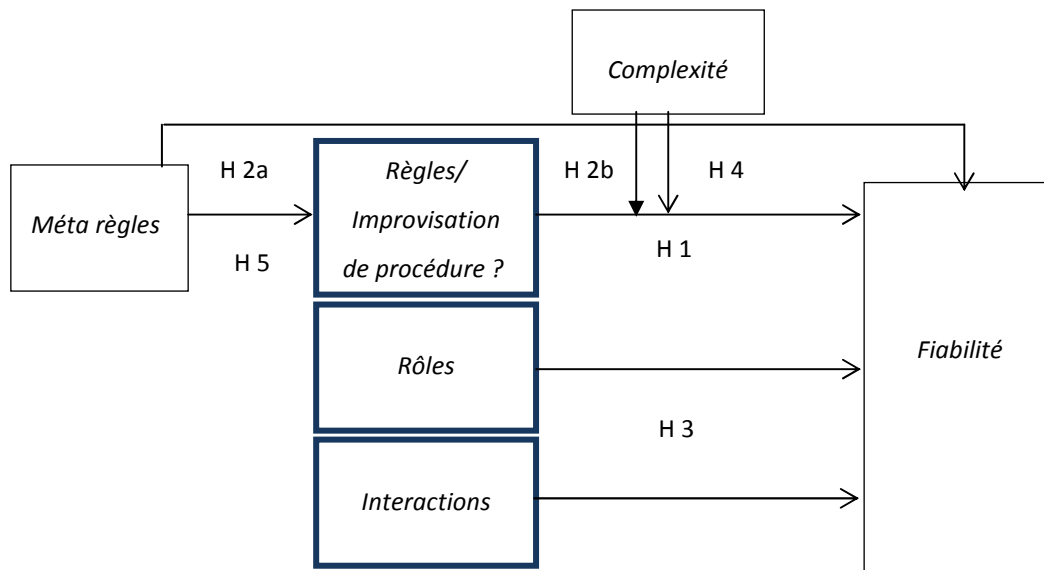 Complexité
H 2a
Règles/
Improvisation
de procédure ?
H 2b
H 4
Méta règles
H 5
H 1
Rôles
Fiabilité
H 3
Interactions